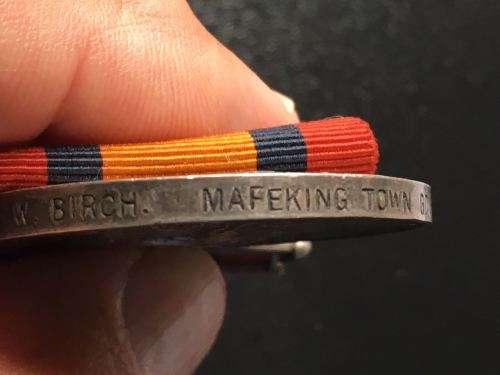 W. BIRCH. MAFEKING TOWN